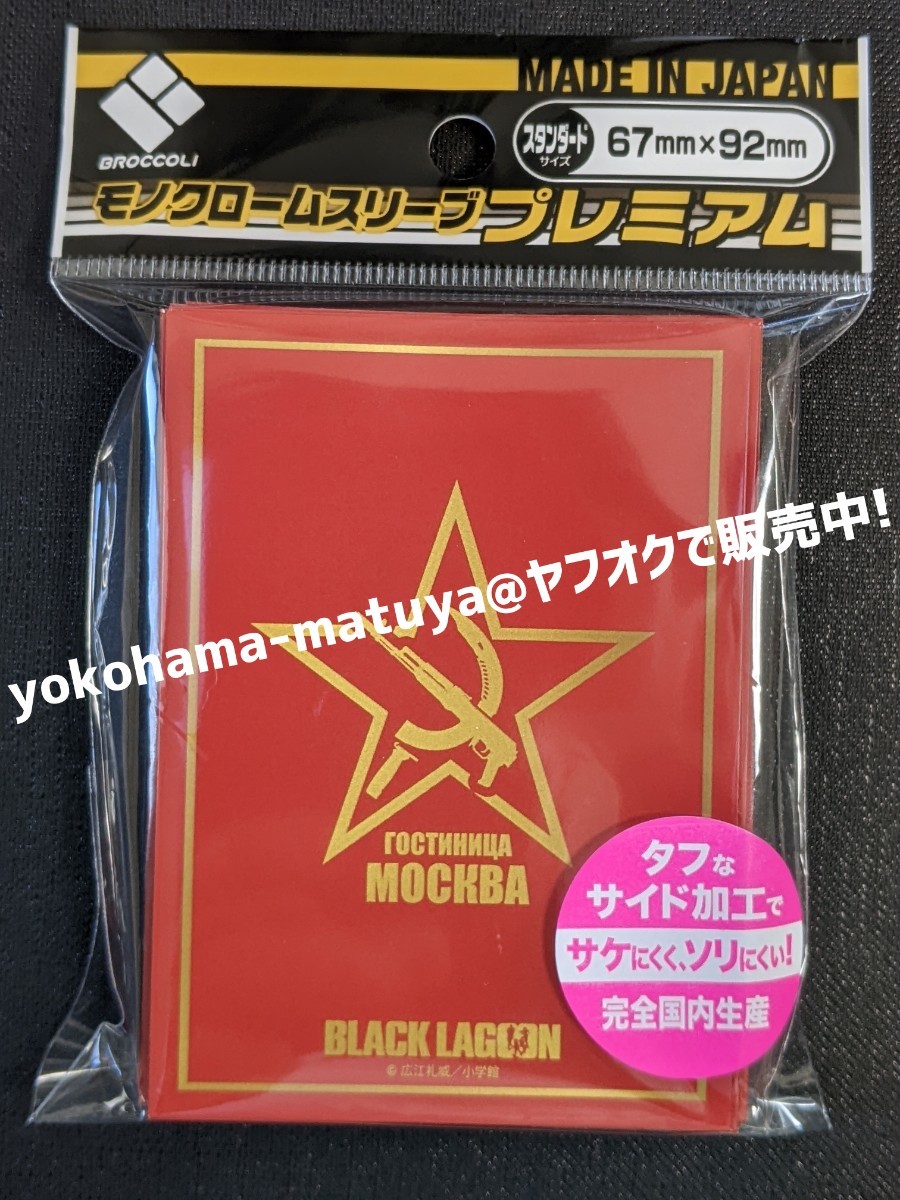 MADE IN JAPAN
BROCCOLI
スタンダード
サイズ
67mm×92mm
モノクロームスリーブプレミアム
yokohama-matuya@ヤフオクで販売中!
ГОСТИНИЦА
МОСКВА
タフな
サイド加工で
サケにくく、ソリにくい!
完全国内生産
BLACK LAGOON
© 広江礼威/小学館